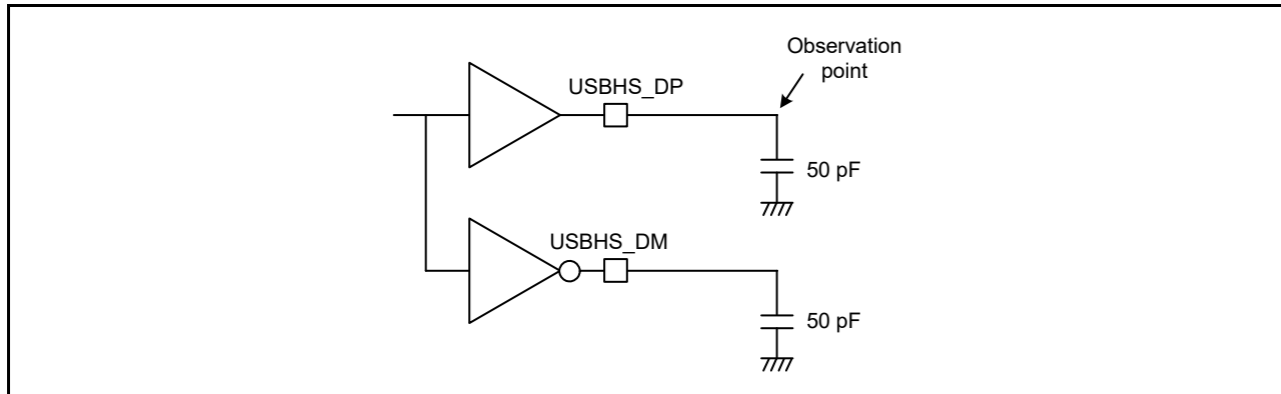 Observation
point
USBHS_DP
50 pF
USBHS_DM
50 pF